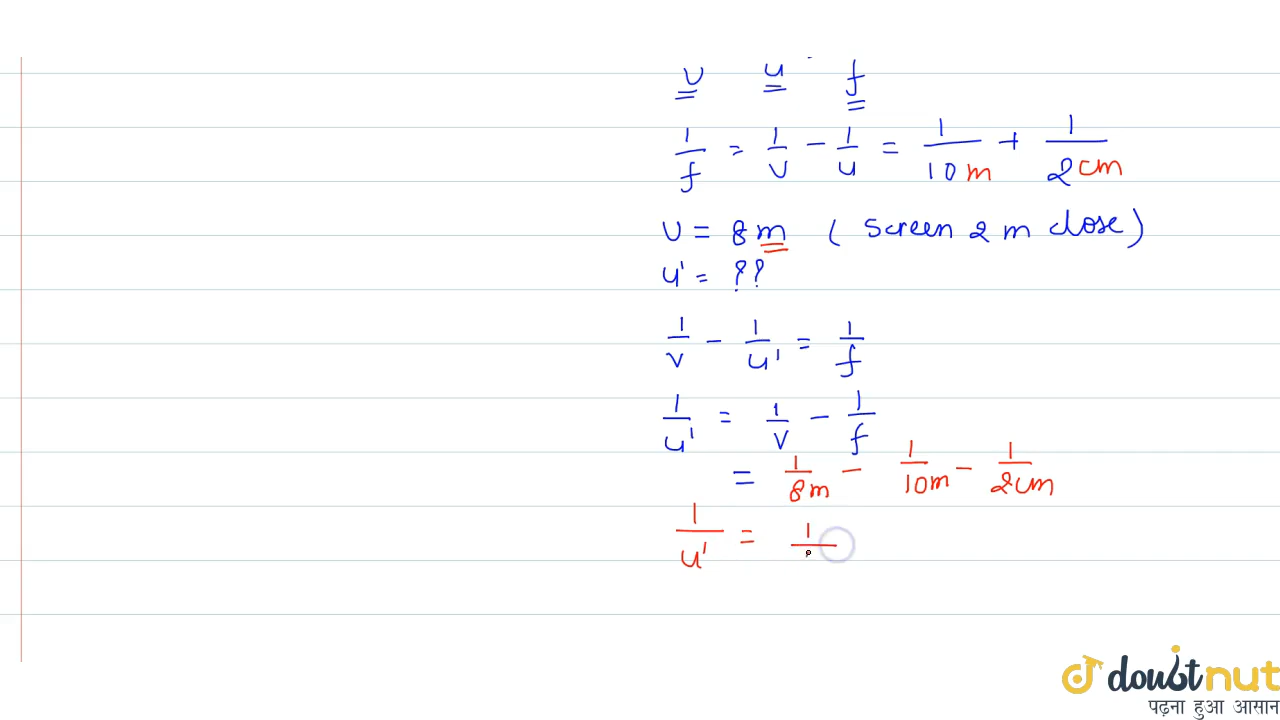 v u f
1/f = 1/v - 1/u = 1/10m + 1/2cm
v = 8m ( Screen 2 m close )
u' = ??
1/v - 1/u' = 1/f
1/u' = 1/v - 1/f
= 1/8m - 1/10m - 1/2cm
1/u' = 1/
doubtnut
पढ़ना हुआ आसान